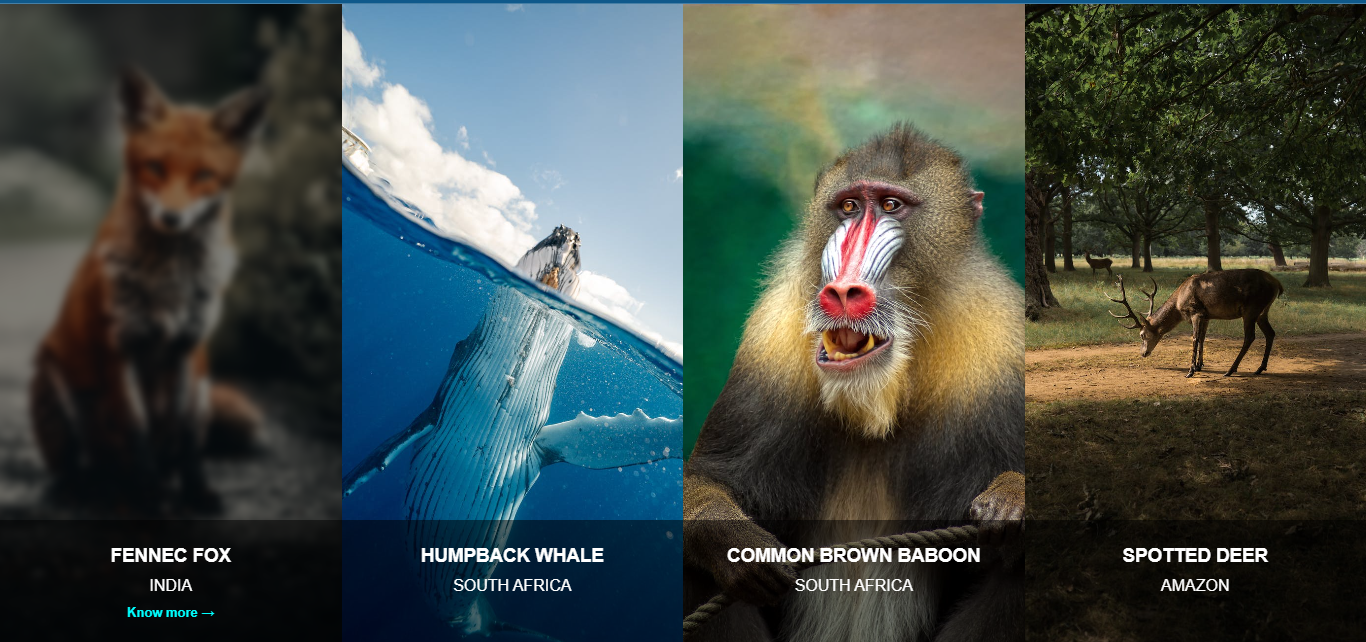 FENNEC FOX
INDIA
Know more →
HUMPBACK WHALE
SOUTH AFRICA
COMMON BROWN BABOON
SOUTH AFRICA
SPOTTED DEER
AMAZON